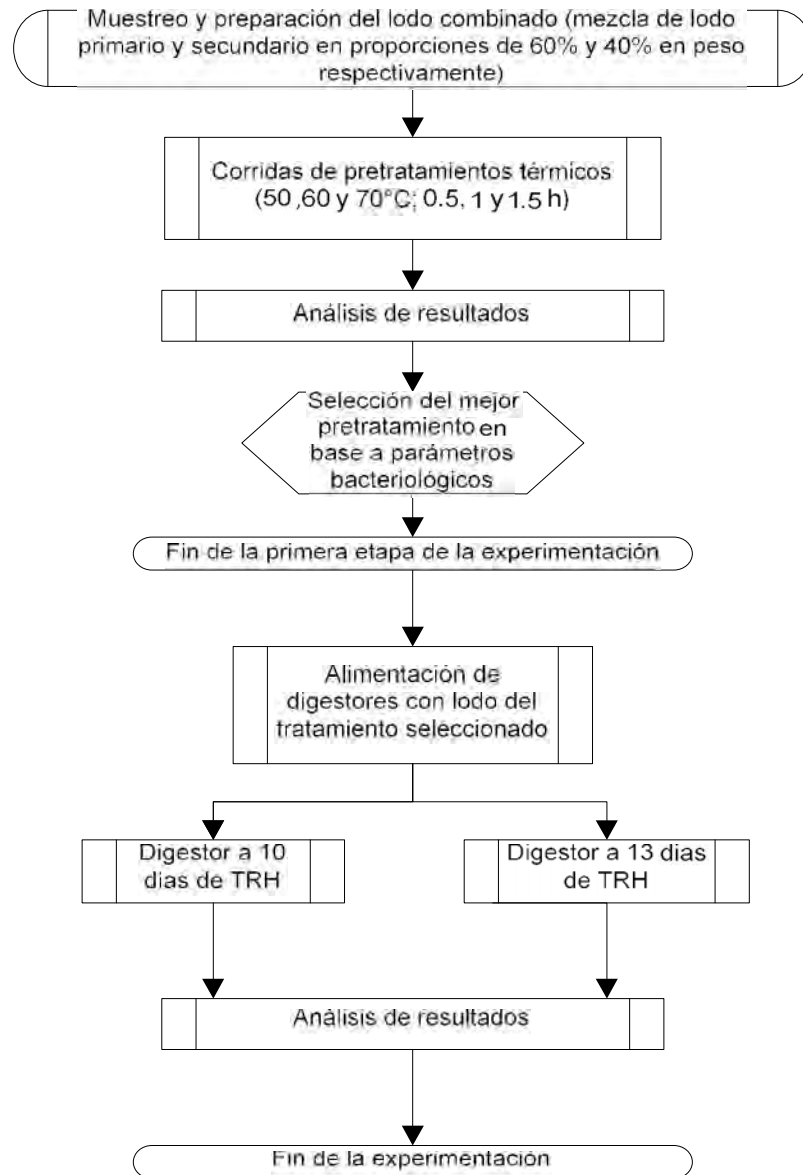 Muestreo y preparación del lodo combinado (mezcla de lodo
primario y secundario en proporciones de 60% y 40% en peso
respectivamente)
Corridas de pretratamientos térmicos
(50 ,60 y 70°C; 0.5, 1 y 1.5 h)
Análisis de resultados
Selección del mejor
pretratamiento en
base a parámetros
bacteriológicos
Fin de la primera etapa de la experimentación
Alimentación de
digestores con lodo del
tratamiento seleccionado
Digestor a 10
dias de TRH
Digestor a 13 dias
de TRH
Análisis de resultados
Fin de la experimentación